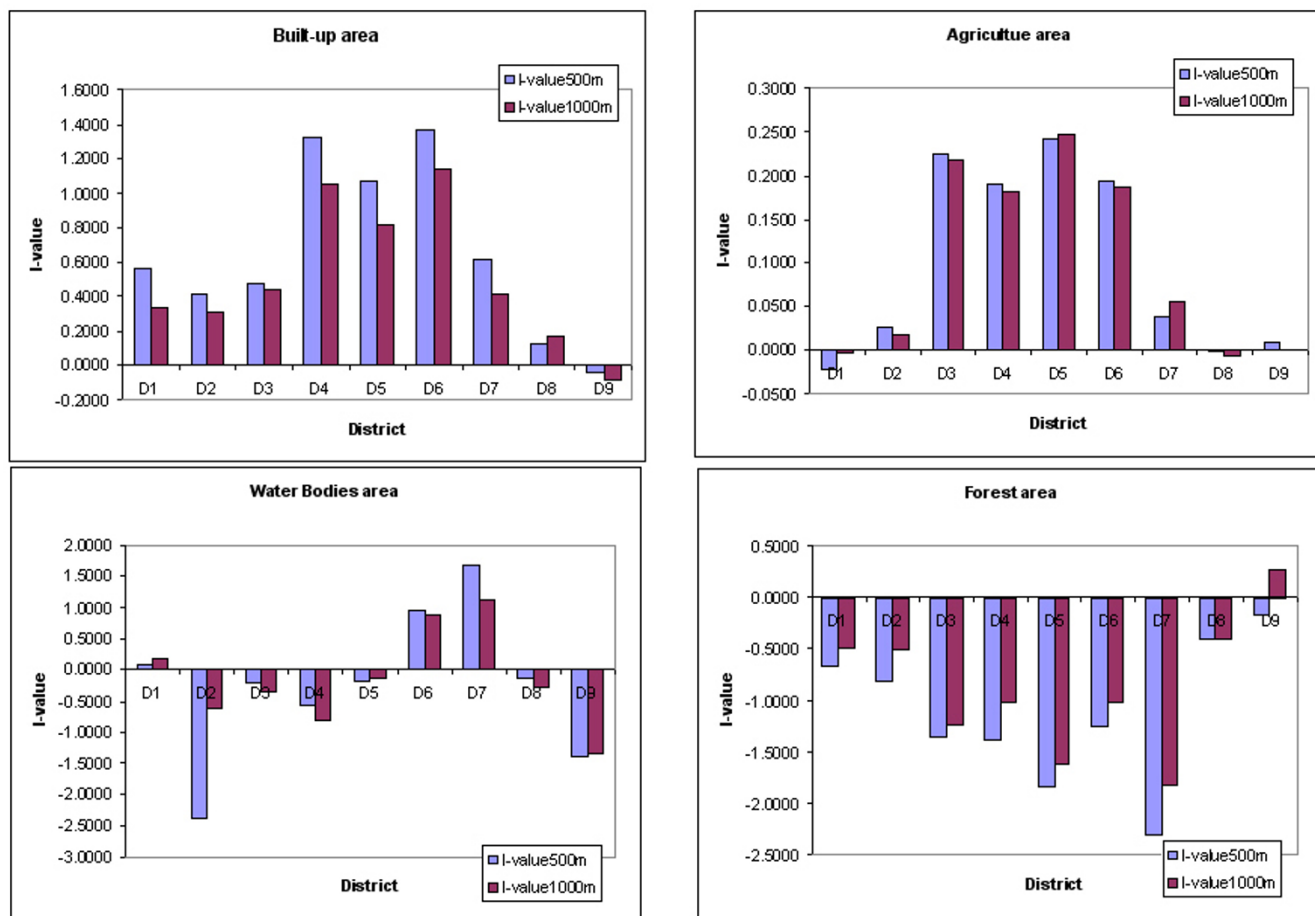 Built-up area
I-value500m
I-value1000m
1.6000
1.4000
1.2000
1.0000
0.8000
0.6000
0.4000
0.2000
0.0000
-0.2000
I-value
D1 D2 D3 D4 D5 D6 D7 D8 D9
District
Agricultue area
I-value500m
I-value1000m
0.3000
0.2500
0.2000
0.1500
0.1000
0.0500
0.0000
-0.0500
I-value
D1 D2 D3 D4 D5 D6 D7 D8 D9
District
Water Bodies area
2.0000
1.5000
1.0000
0.5000
0.0000
-0.5000
-1.0000
-1.5000
-2.0000
-2.5000
-3.0000
I-value
D1 D2 D3 D4 D5 D6 D7 D8 D9
I-value500m
I-value1000m
District
Forest area
0.5000
0.0000
-0.5000
-1.0000
-1.5000
-2.0000
-2.5000
I-value
D1 D2 D3 D4 D5 D6 D7 D8 D9
I-value500m
I-value1000m
District